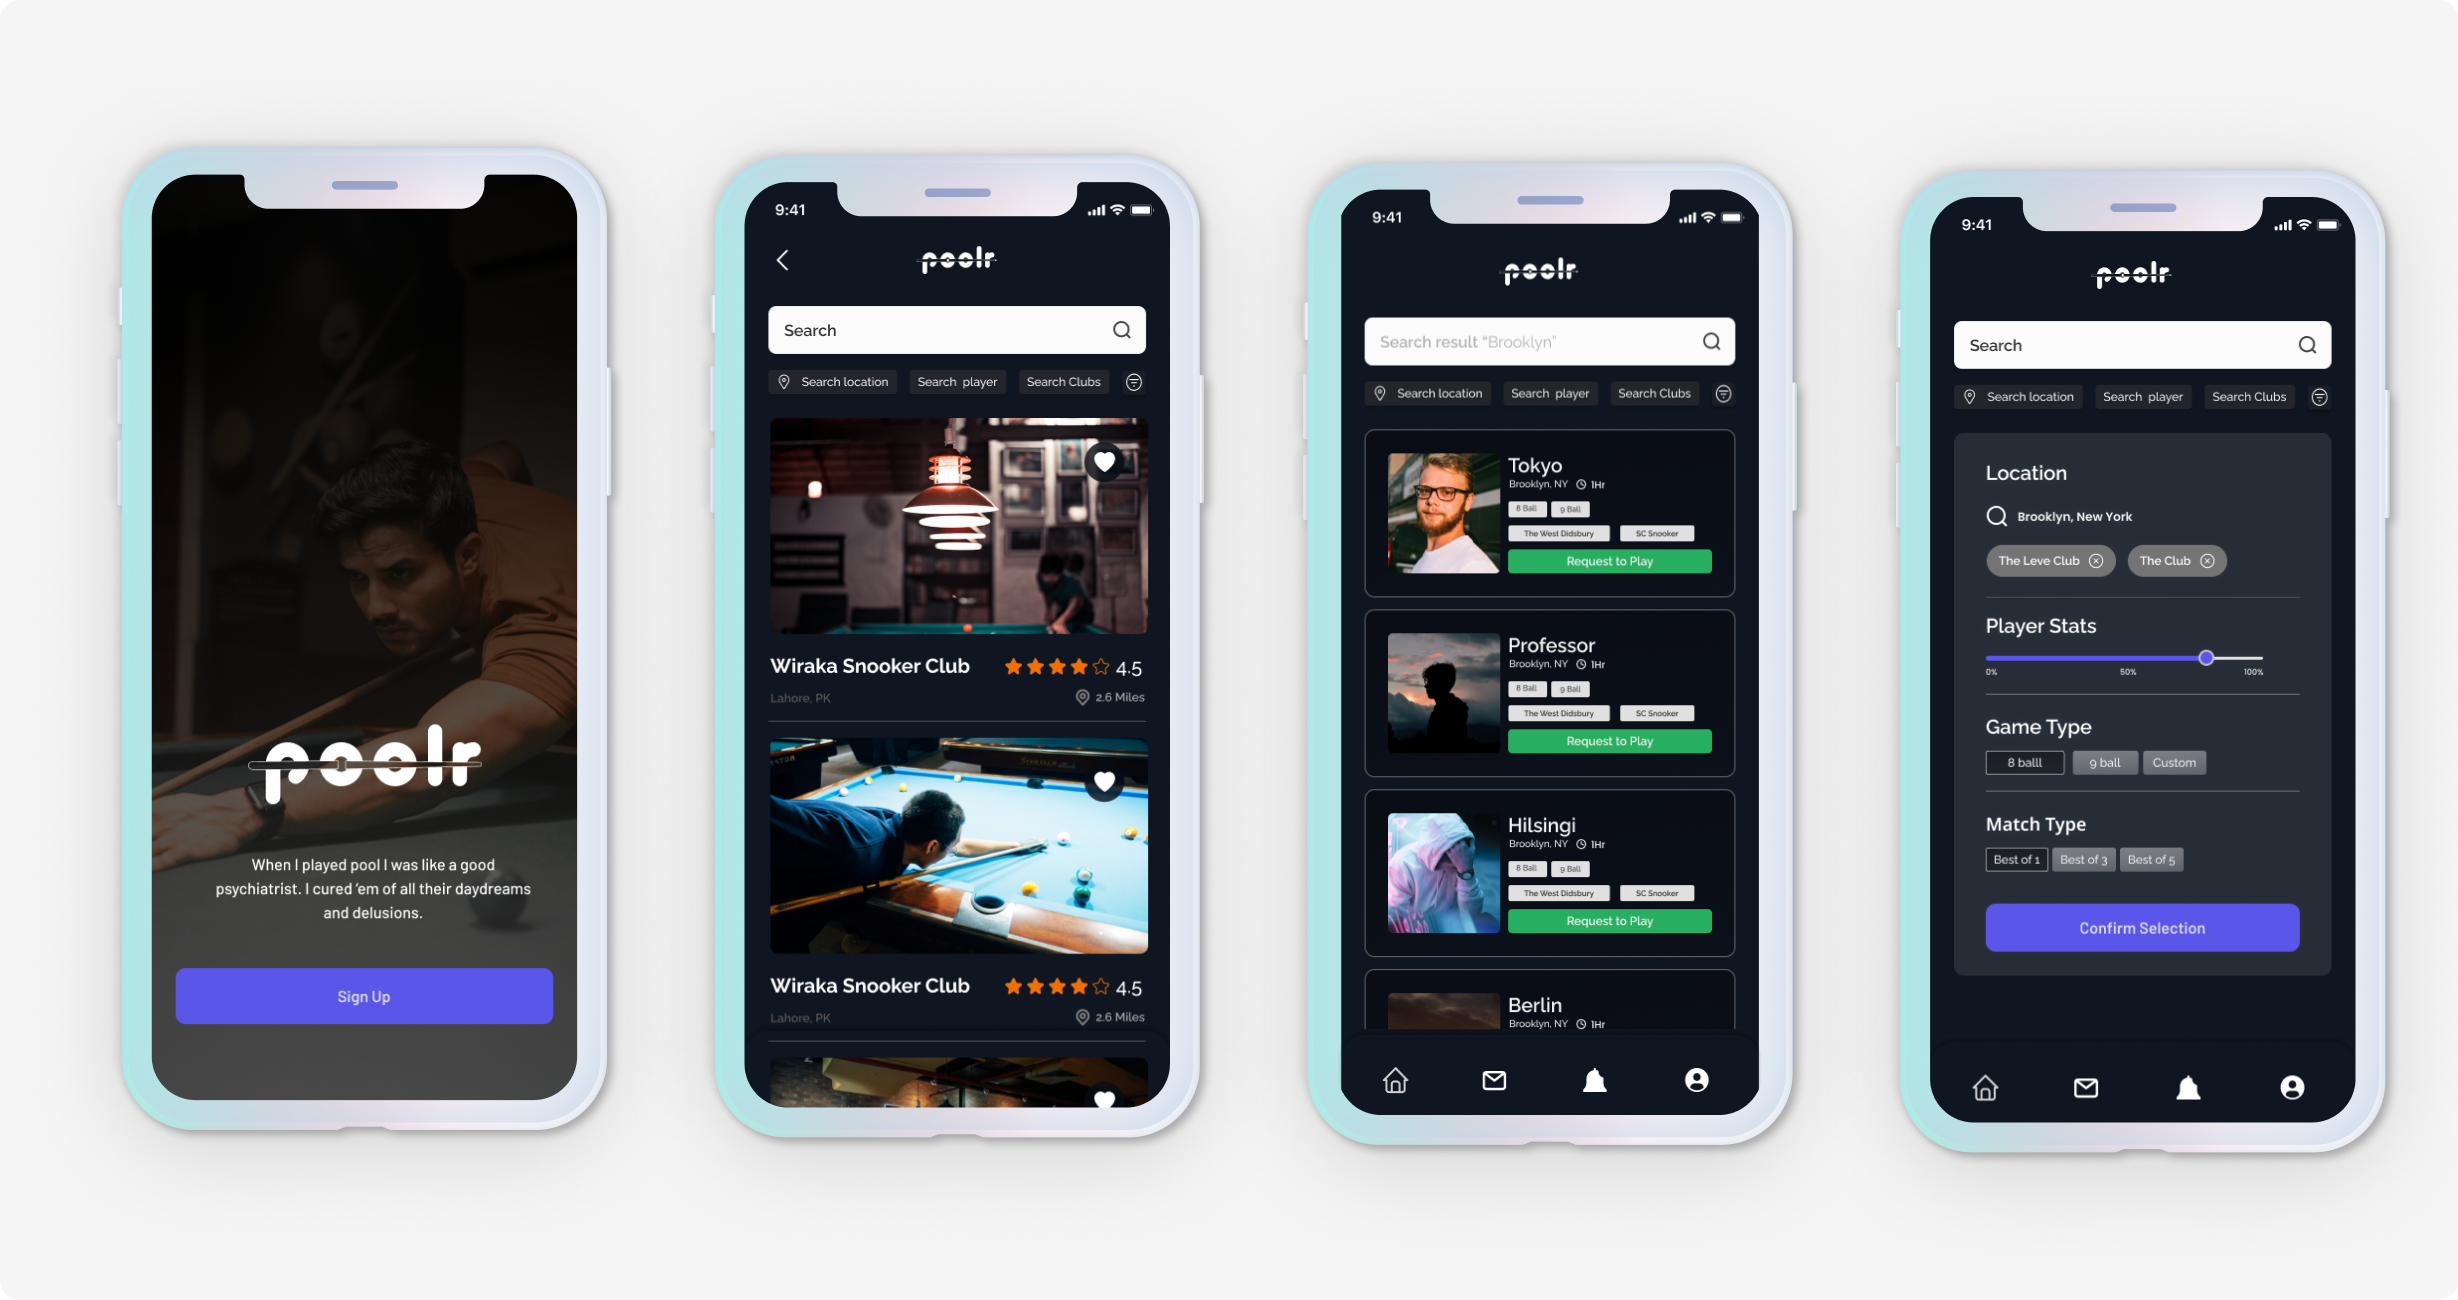 poolr
When I played pool I was like a good
psychiatrist. I cured ‘em of all their daydreams
and delusions.
Sign Up
9:41
poolr
Search
Search location
Search player
Search Clubs
Wiraka Snooker Club
4.5
Lahore, PK
2.6 Miles
Wiraka Snooker Club
4.5
Lahore, PK
2.6 Miles
9:41
poolr
Search result “Brooklyn”
Search location
Search player
Search Clubs
Tokyo
Brooklyn, NY 1Hr
8 Ball 9 Ball
The West Didsbury SC Snooker
Request to Play
Professor
Brooklyn, NY 1Hr
8 Ball 9 Ball
The West Didsbury SC Snooker
Request to Play
Hilsingi
Brooklyn, NY 1Hr
8 Ball 9 Ball
The West Didsbury SC Snooker
Request to Play
Berlin
Brooklyn, NY 1Hr
9:41
poolr
Search
Search location
Search player
Search Clubs
Location
Brooklyn, New York
The Leve Club
The Club
Player Stats
0% 50% 100%
Game Type
8 balll 9 ball Custom
Match Type
Best of 1 Best of 3 Best of 5
Confirm Selection